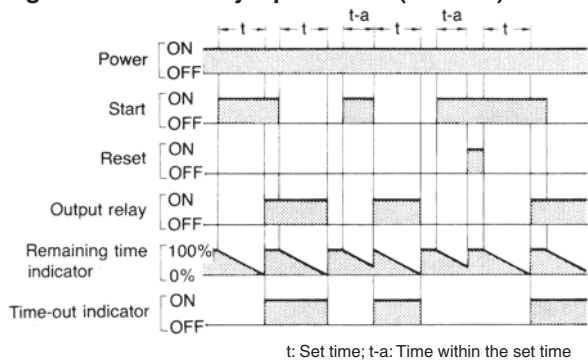 t t t-a t t-a t
Power ON
OFF
Start ON
OFF
Reset ON
OFF
Output relay ON
OFF
Remaining time indicator 100%
0%
Time-out indicator ON
OFF
t: Set time; t-a: Time within the set time